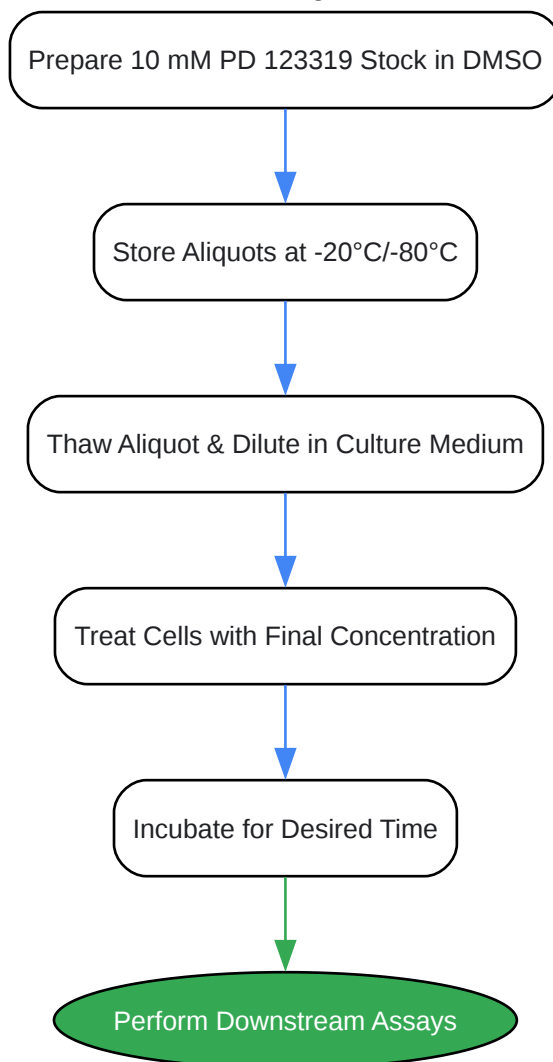 Prepare 10 mM PD 123319 Stock in DMSO
Store Aliquots at -20°C/-80°C
Thaw Aliquot & Dilute in Culture Medium
Treat Cells with Final Concentration
Incubate for Desired Time
Perform Downstream Assays